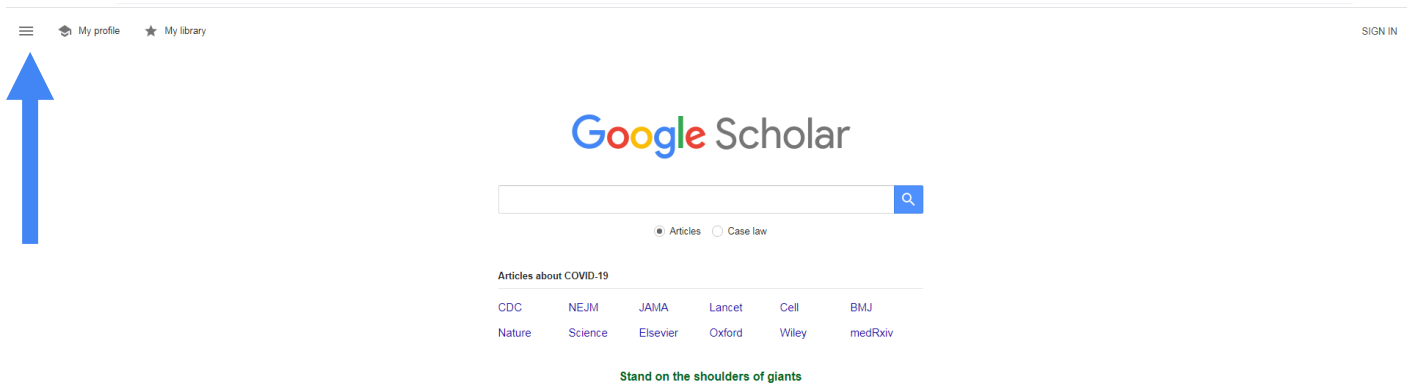 My profile My library SIGN IN
Google Scholar
Articles Case law
Articles about COVID-19
CDC NEJM JAMA Lancet Cell BMJ
Nature Science Elsevier Oxford Wiley medRxiv
Stand on the shoulders of giants